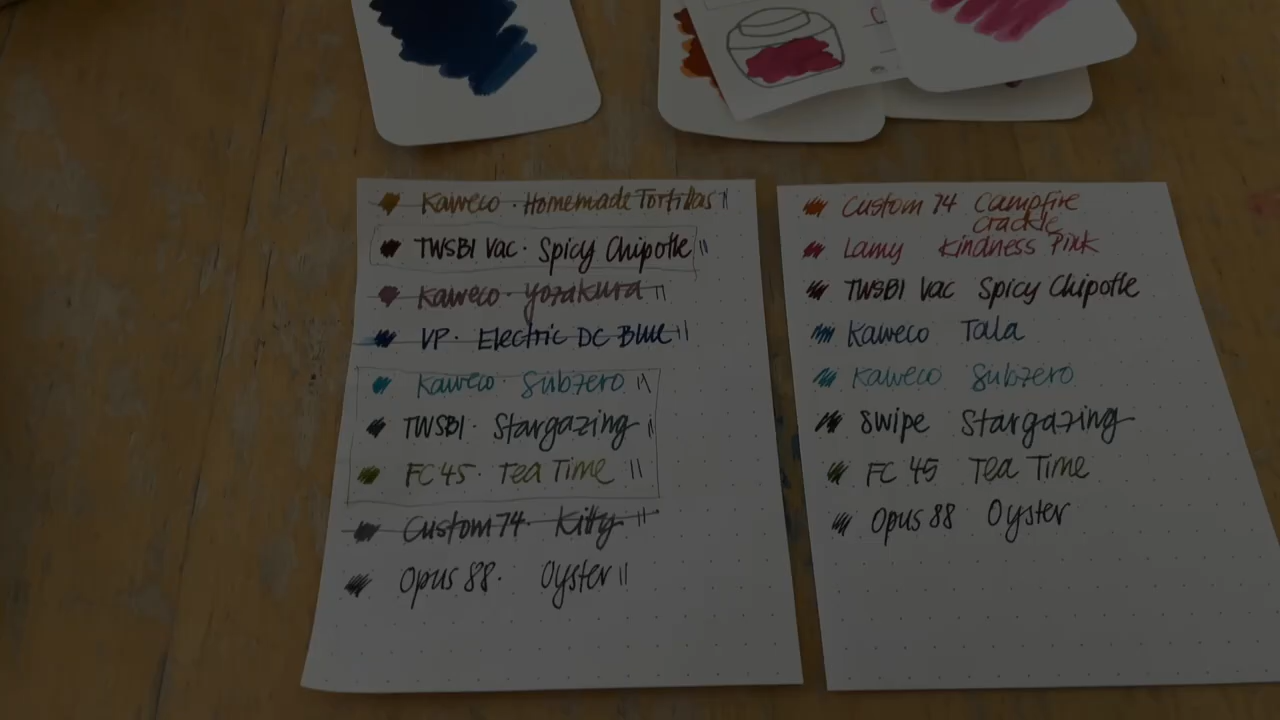 Kaweco · Homemade Tortillas
TWSBI Vac · Spicy Chipotle
Kaweco · Yozakura
VP · Electric DC Blue
Kaweco · Subzero
TWSBI · Stargazing
FC 45 · Tea Time
Custom 74 · Kitty
Opus 88 · Oyster
Custom 74 Campfire
Crackle
Lamy Kindness Pink
TWSBI Vac Spicy Chipotle
Kaweco Tala
Kaweco Subzero
Swipe Stargazing
FC 45 Tea Time
Opus 88 Oyster